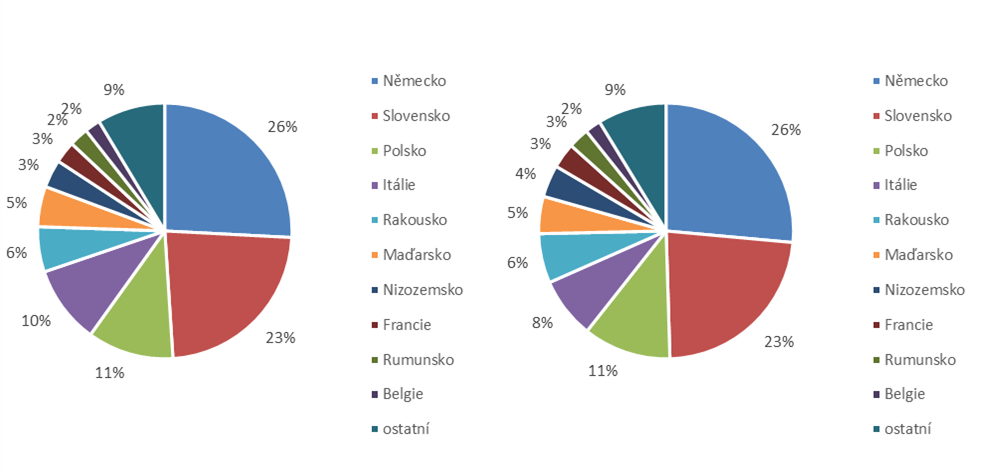 26%
23%
11%
10%
6%
5%
3%
3%
2%
2%
9%
Německo
Slovensko
Polsko
Itálie
Rakousko
Maďarsko
Nizozemsko
Francie
Rumunsko
Belgie
ostatní
26%
23%
11%
8%
6%
5%
4%
3%
3%
2%
9%
Německo
Slovensko
Polsko
Itálie
Rakousko
Maďarsko
Nizozemsko
Francie
Rumunsko
Belgie
ostatní